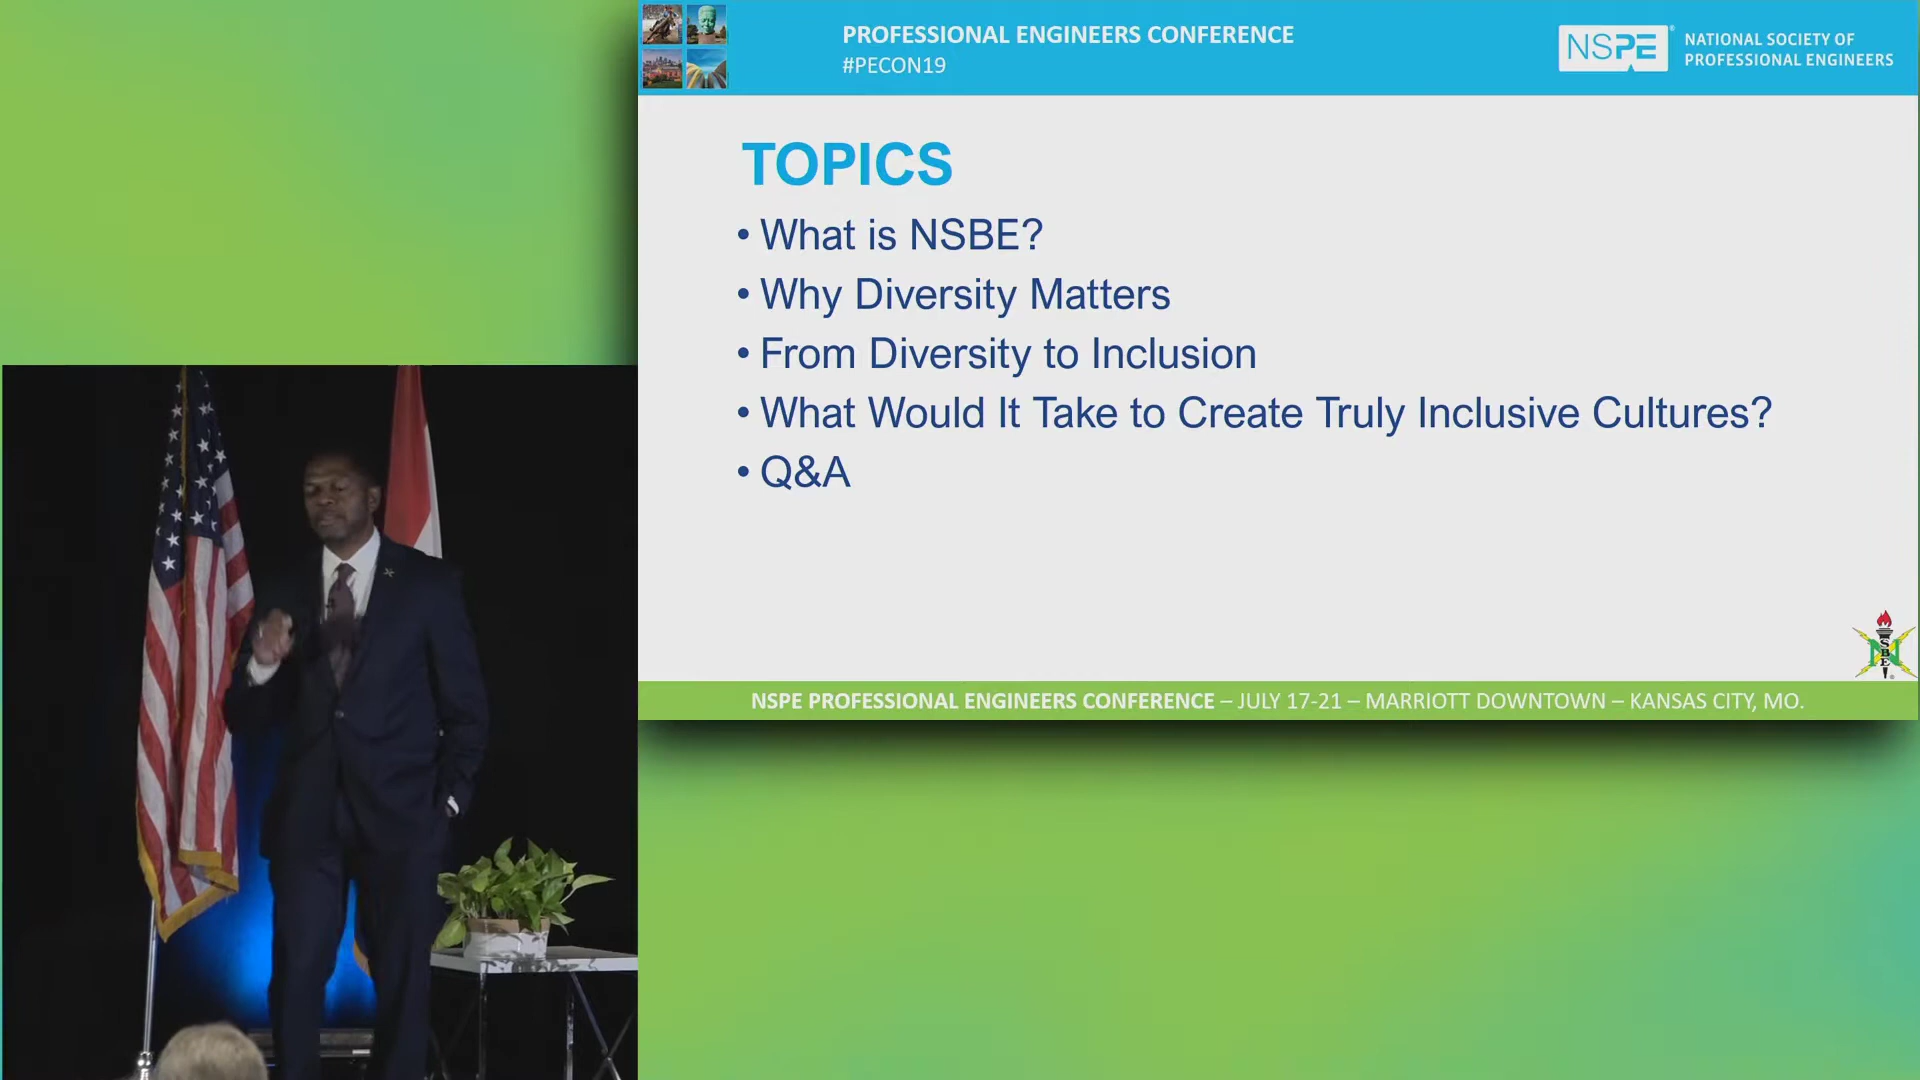 PROFESSIONAL ENGINEERS CONFERENCE
#PECON19
NSPE
NATIONAL SOCIETY OF
PROFESSIONAL ENGINEERS
TOPICS
• What is NSBE?
• Why Diversity Matters
• From Diversity to Inclusion
• What Would It Take to Create Truly Inclusive Cultures?
• Q&A
NSBE
NSPE PROFESSIONAL ENGINEERS CONFERENCE – JULY 17-21 – MARRIOTT DOWNTOWN – KANSAS CITY, MO.